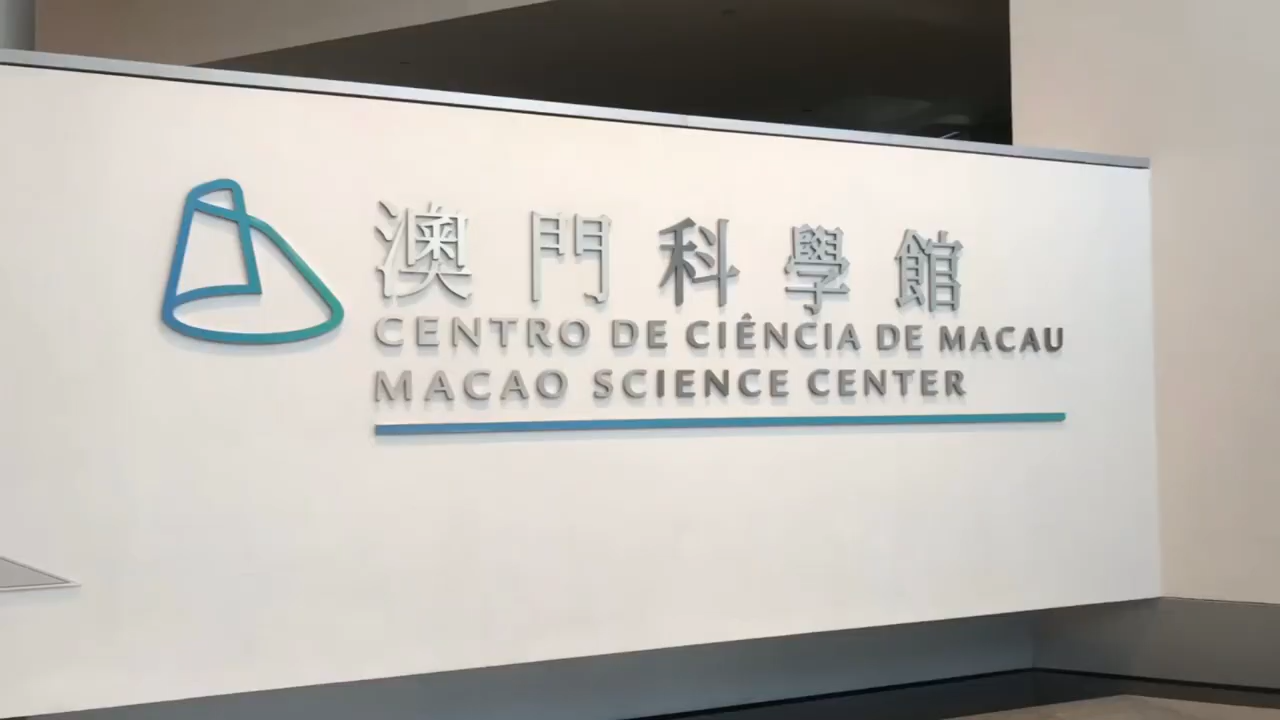 澳門科學館
CENTRO DE CIÊNCIA DE MACAU
MACAO SCIENCE CENTER